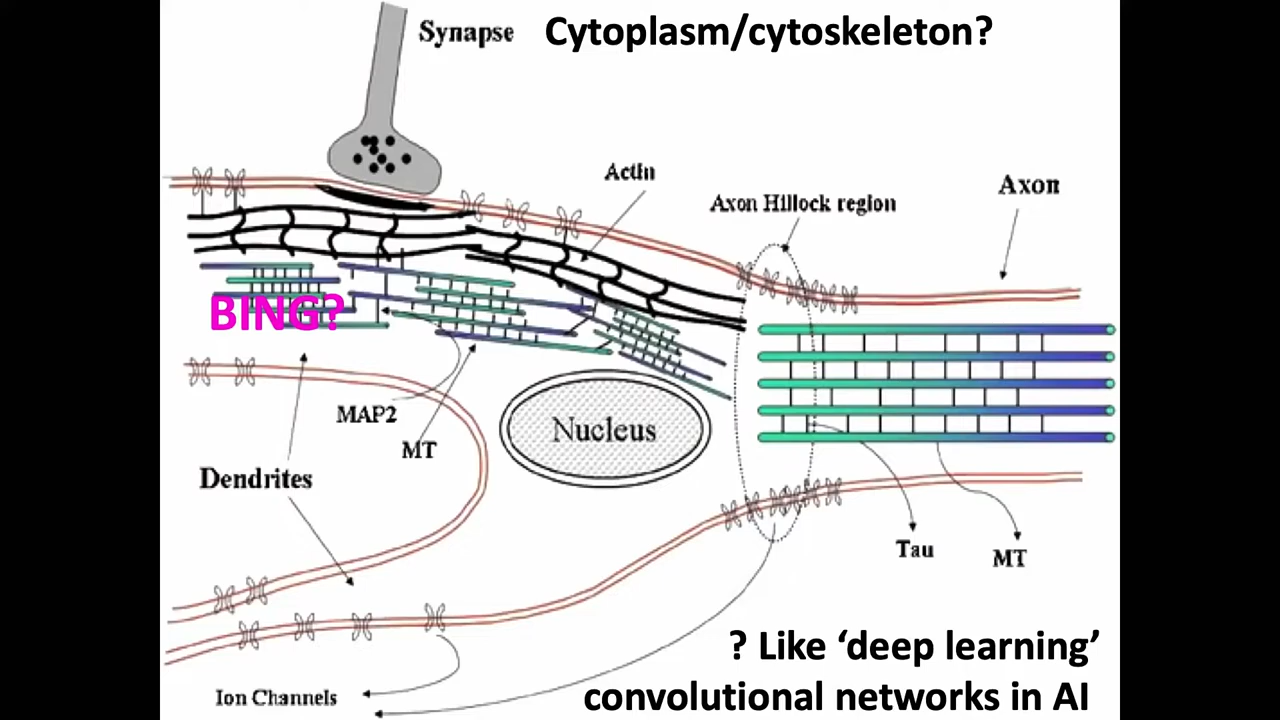 Synapse
Cytoplasm/cytoskeleton?
Actin
Axon Hillock region
Axon
BING?
MAP2
MT
Nucleus
Dendrites
Tau
MT
? Like ‘deep learning’
convolutional networks in AI
Ion Channels